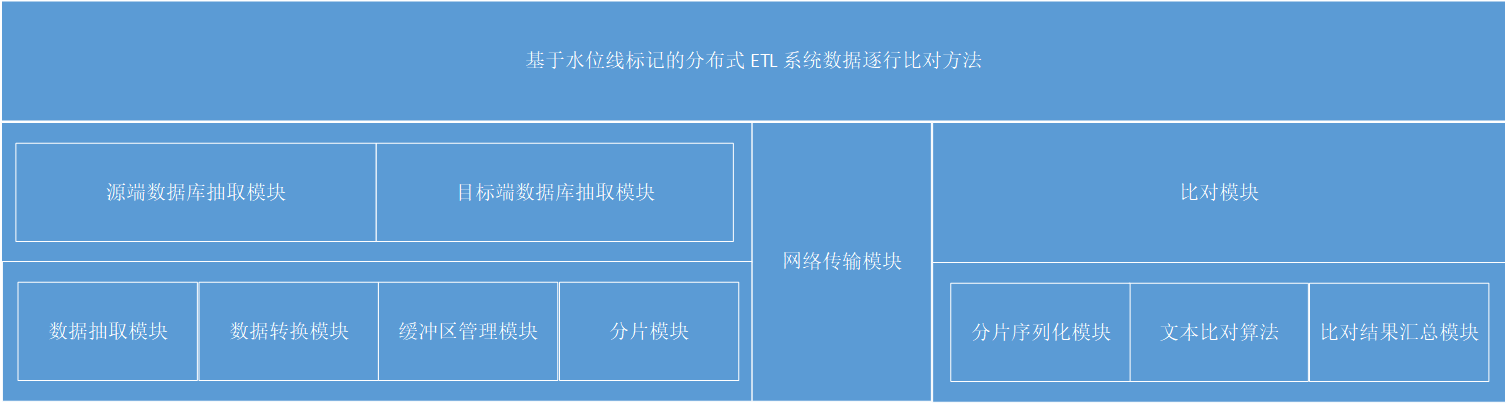 基于水位线标记的分布式 ETL 系统数据逐行比对方法
源端数据库抽取模块
目标端数据库抽取模块
网络传输模块
比对模块
数据抽取模块
数据转换模块
缓冲区管理模块
分片模块
分片序列化模块
文本比对算法
比对结果汇总模块